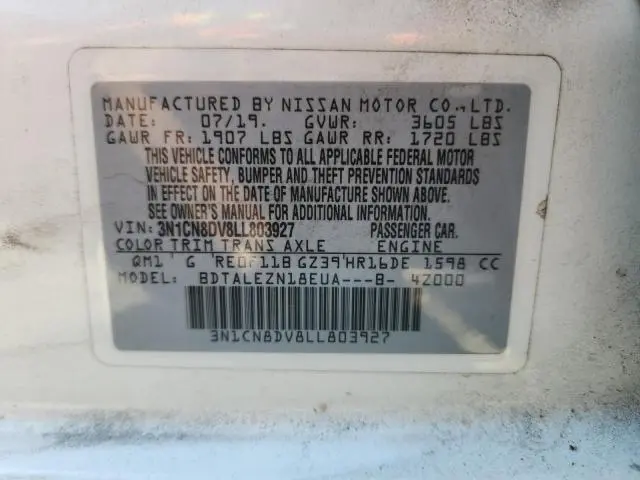 MANUFACTURED BY NISSAN MOTOR CO.,LTD.
DATE: 07/19. GVWR: 3605 LBS
GAWR FR: 1907 LBS GAWR RR: 1720 LBS
THIS VEHICLE CONFORMS TO ALL APPLICABLE FEDERAL MOTOR
VEHICLE SAFETY, BUMPER AND THEFT PREVENTION STANDARDS
IN EFFECT ON THE DATE OF MANUFACTURE SHOWN ABOVE.
SEE OWNER'S MANUAL FOR ADDITIONAL INFORMATION.
VIN: 3N1CN8DV8LL803927 PASSENGER CAR.
COLOR TRIM TRANS AXLE ENGINE
QM1 ' G 'RE0F11B GZ39'HR16DE 1598 CC
MODEL: BDTALEZN18EUA---B- 4Z000
3N1CN8DV8LL803927